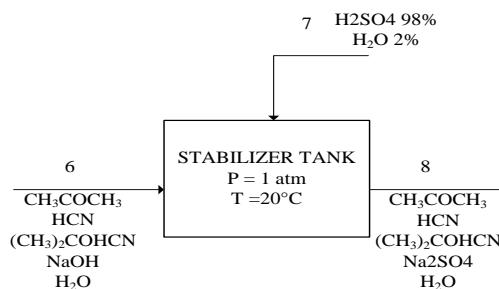 7
H2SO4 98%
H₂O 2%
STABILIZER TANK
P = 1 atm
T =20°C
6
CH₃COCH₃
HCN
(CH₃)₂COHCN
NaOH
H₂O
8
CH₃COCH₃
HCN
(CH₃)₂COHCN
Na2SO4
H₂O